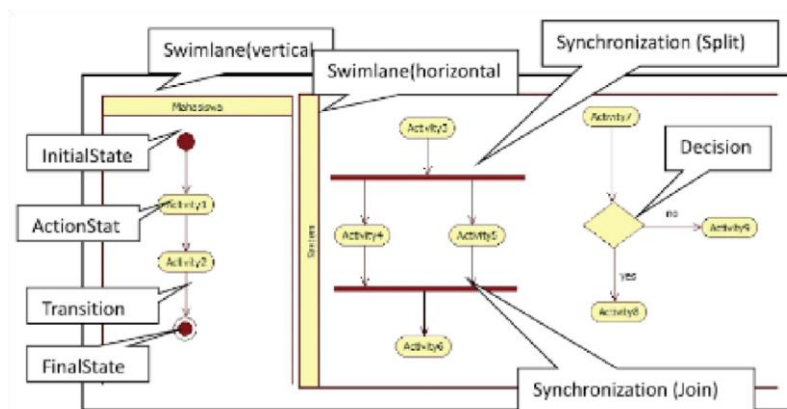 Swimlane(vertical
Synchronization (Split)
Swimlane(horizontal
Mahasiswa
InitialState
Activity3
Activity7
Decision
no
ActionStat
Activity1
Activity4
Activity5
Activity9
System
Activity2
yes
Transition
Activity8
Activity6
FinalState
Synchronization (Join)